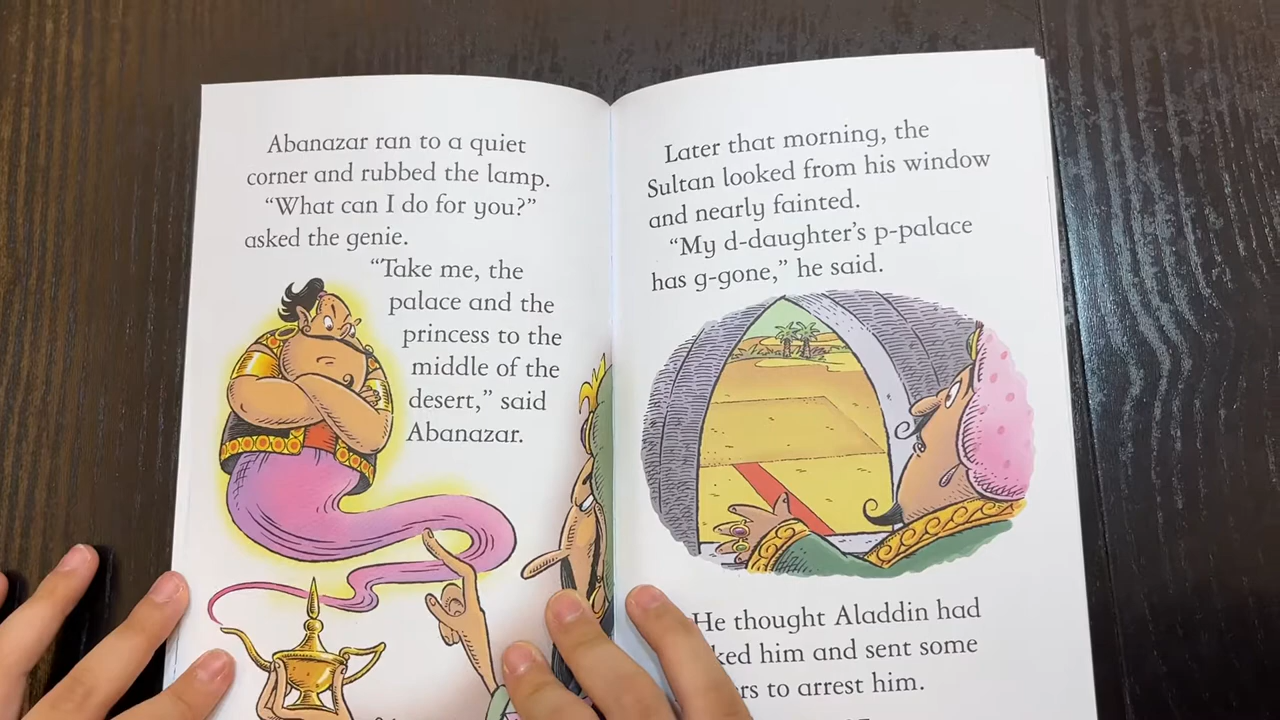 Abanazar ran to a quiet
corner and rubbed the lamp.
“What can I do for you?”
asked the genie.
“Take me, the
palace and the
princess to the
middle of the
desert,” said
Abanazar.
Later that morning, the
Sultan looked from his window
and nearly fainted.
“My d-daughter’s p-palace
has g-gone,” he said.
He thought Aladdin had
him and sent some
to arrest him.